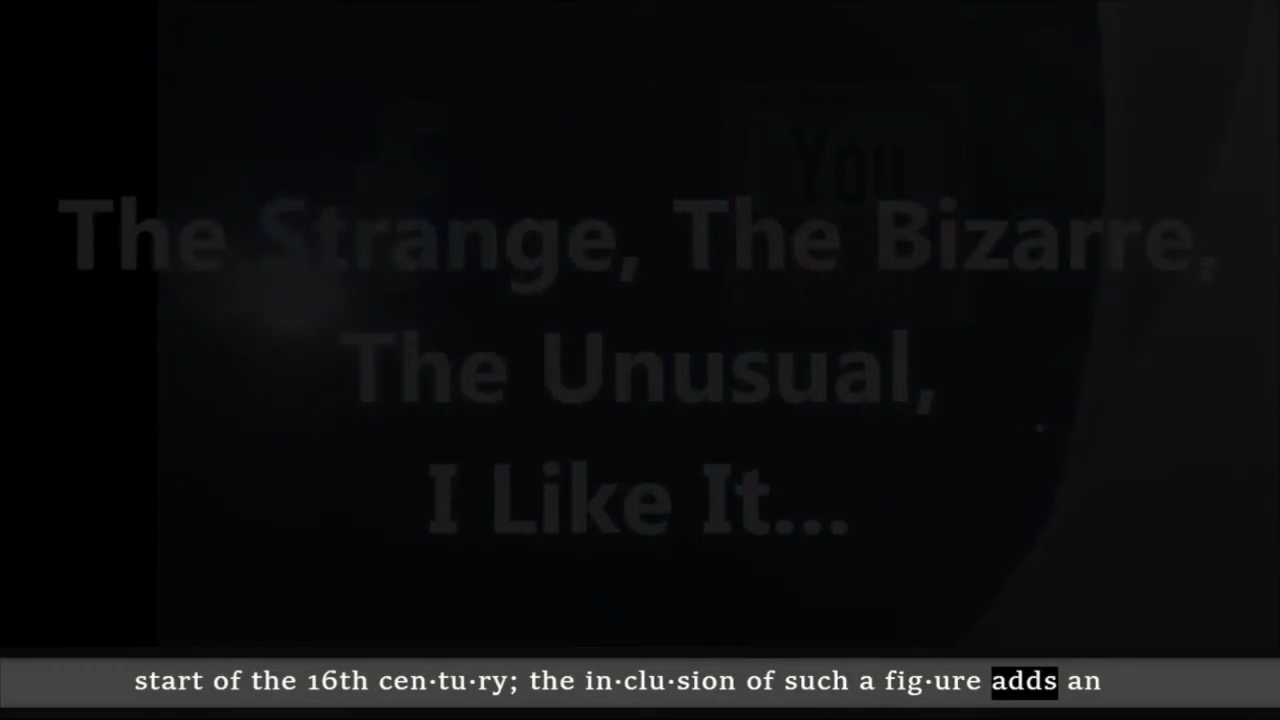 You
The Strange, The Bizarre,
The Unusual,
I Like It...
start of the 16th cen·tu·ry; the in·clu·sion of such a fig·ure adds an